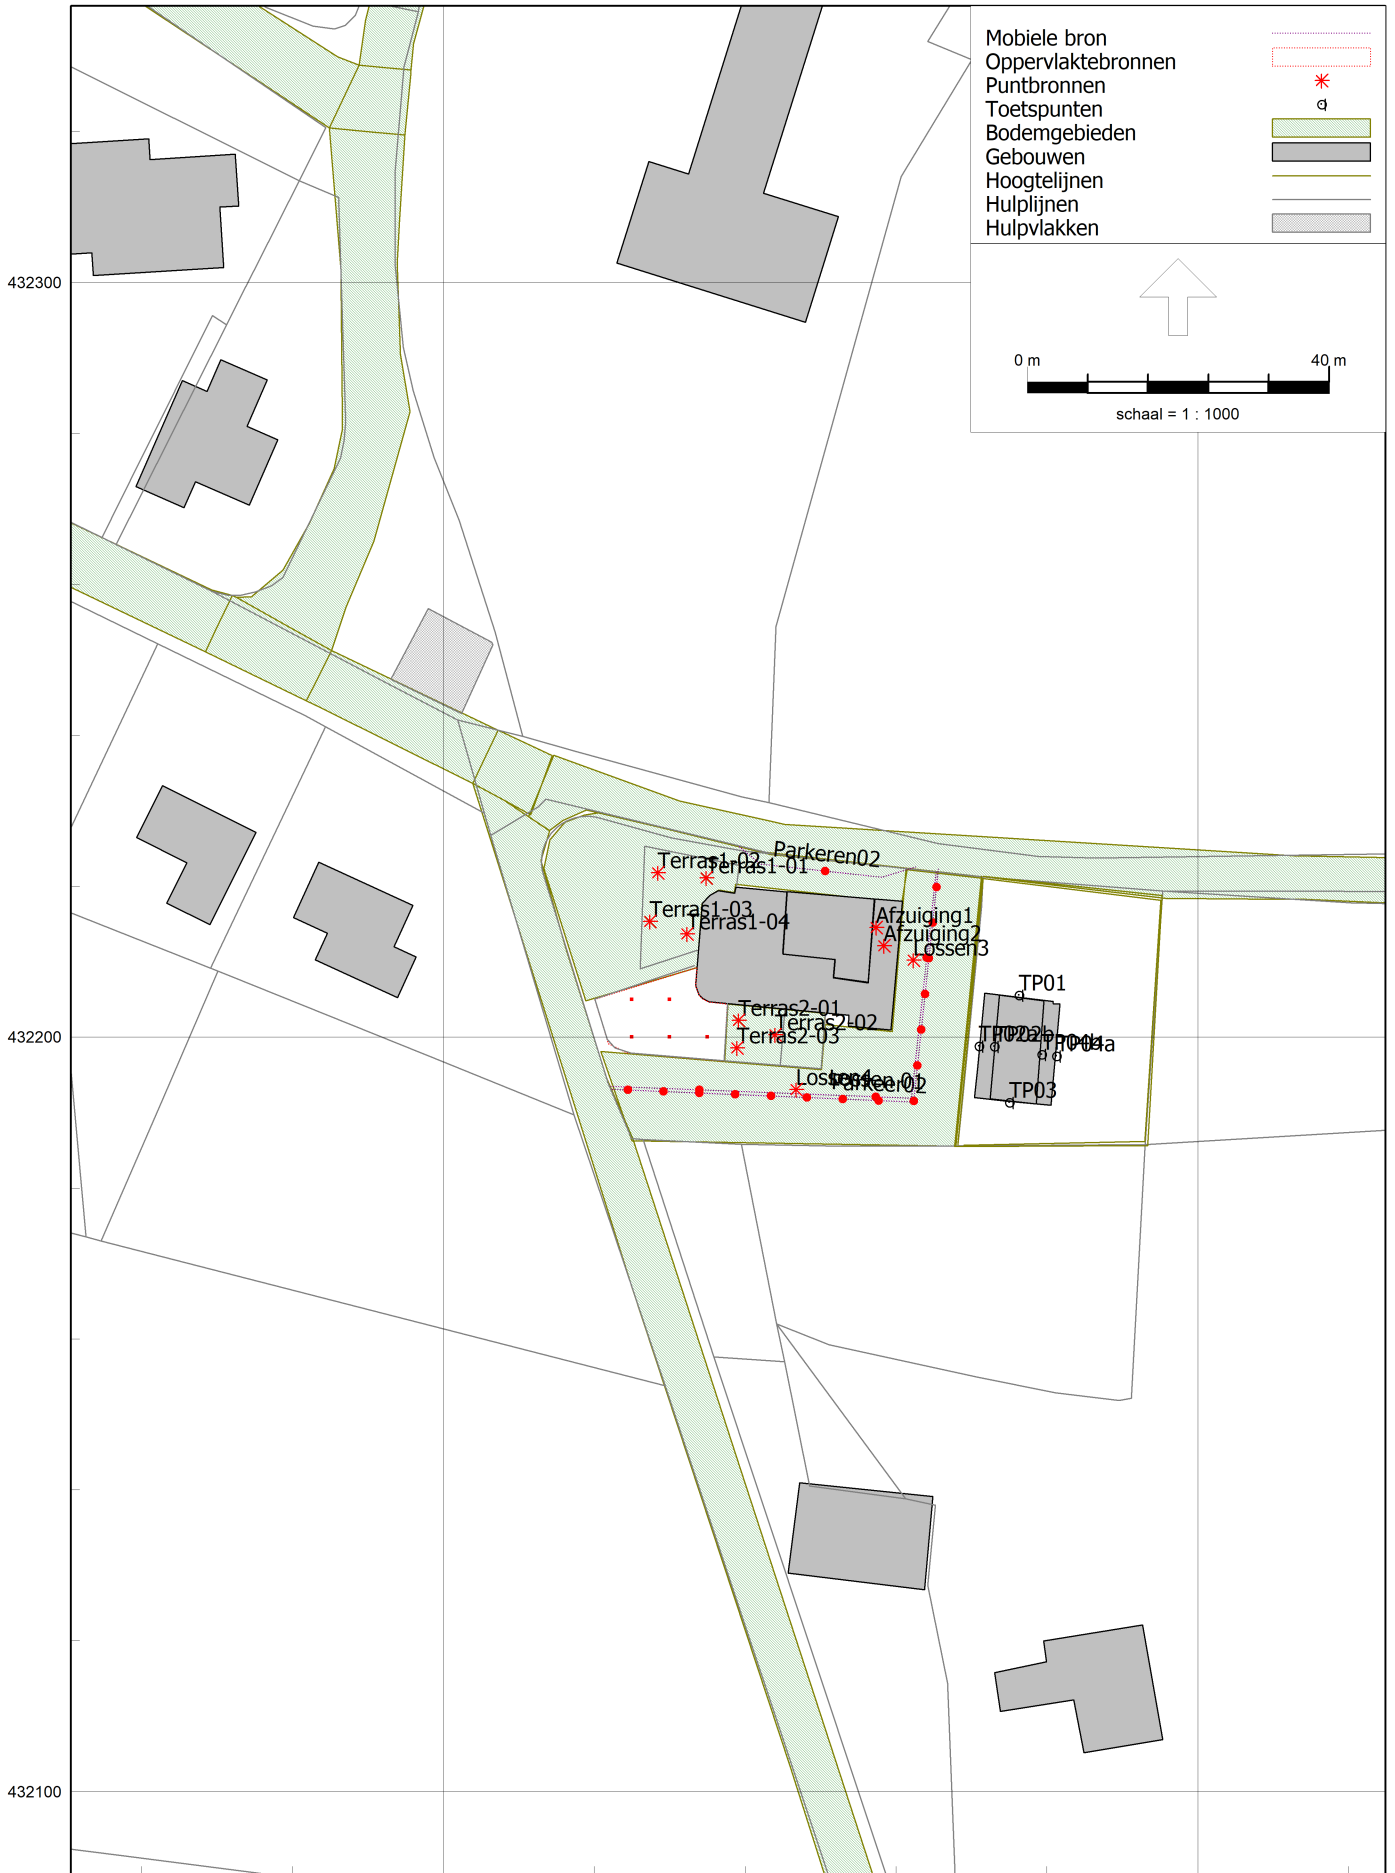 Mobiele bron
Oppervlaktebronnen
Puntbronnen
Toetspunten
Bodemgebieden
Gebouwen
Hoogtelijnen
Hulplijnen
Hulpvlakken
432300
0 m 40 m
schaal = 1 : 1000
Parkeren02
Terras1-02
Terras1-01
Terras1-03
Terras1-04
Afzuiging1
Afzuiging2
Lossen3
TP01
Terras2-01
Terras2-02
432200
Terras2-03
TP04a
TP03
432100